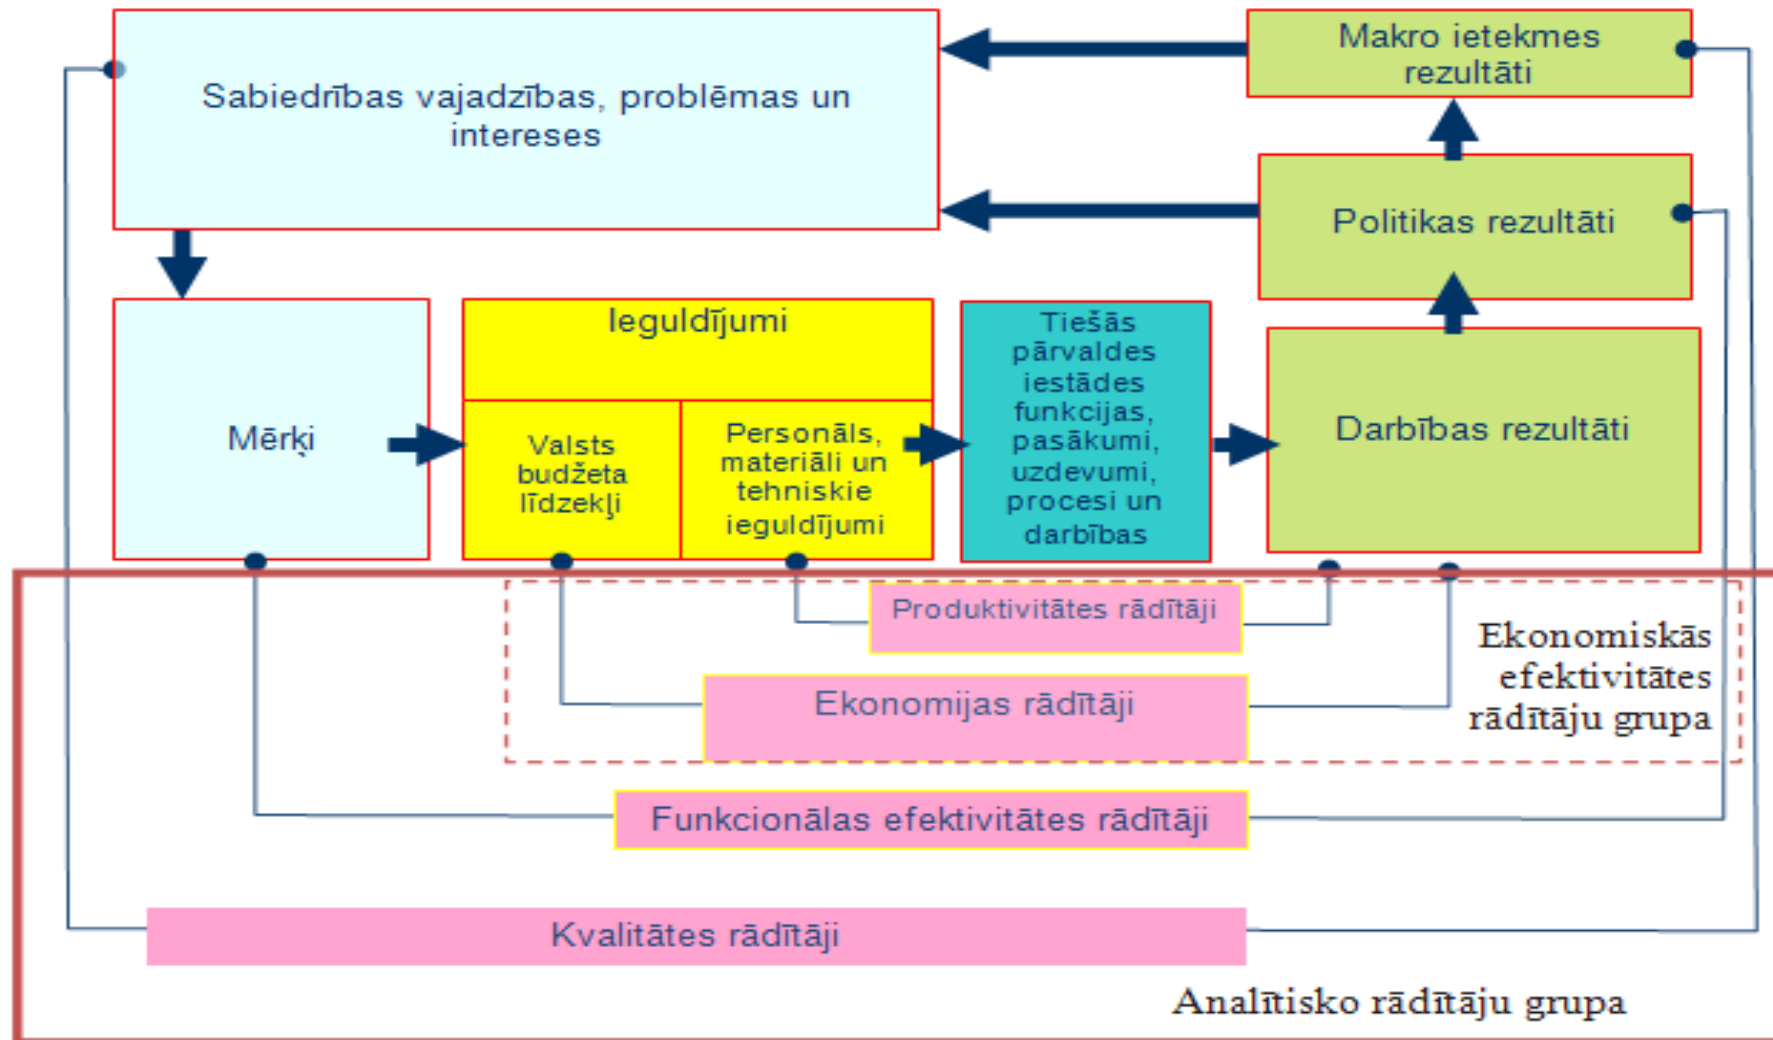 Sabiedrības vajadzības, problēmas un
intereses
Makro ietekmes
rezultāti
Politikas rezultāti
Mērķi
Ieguldījumi
Valsts
budžeta
līdzekļi
Personāls,
materiāli un
tehniskie
ieguldījumi
Tiešās
pārvaldes
iestādes
funkcijas,
pasākumi,
uzdevumi,
procesi un
darbības
Darbības rezultāti
Produktivitātes rādītāji
Ekonomijas rādītāji
Ekonomiskās
efektivitātes
rādītāju grupa
Funkcionālas efektivitātes rādītāji
Kvalitātes rādītāji
Analītisko rādītāju grupa